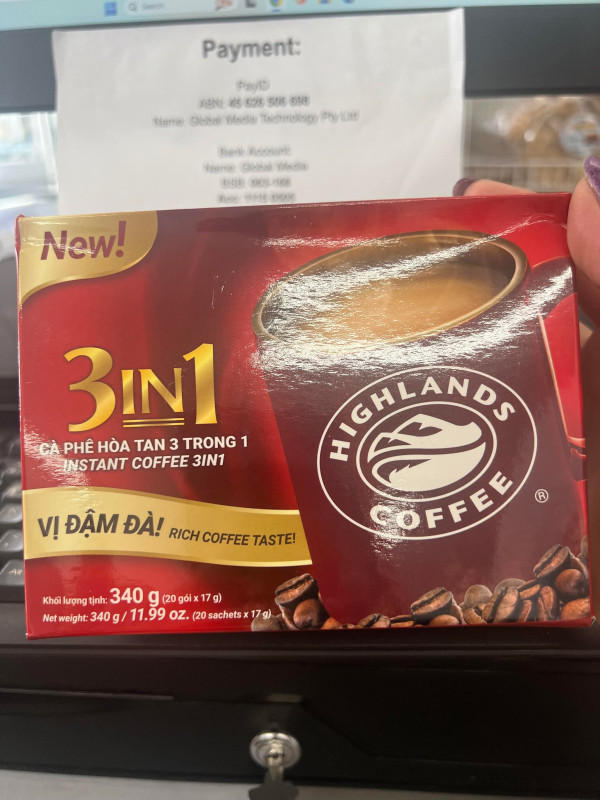 Search
Payment:
PayID
ABN: 45 626 506 698
Name: Global Media Technology Pty Ltd
Bank Account:
Name: Global Media
New!
3IN1
CÀ PHÊ HÒA TAN 3 TRONG 1
INSTANT COFFEE 3IN1
VỊ ĐẬM ĐÀ! RICH COFFEE TASTE!
Khối lượng tịnh: 340 g (20 gói x 17 g)
Net weight: 340 g / 11.99 oz. (20 sachets x 17 g)
HIGHLANDS
COFFEE
®